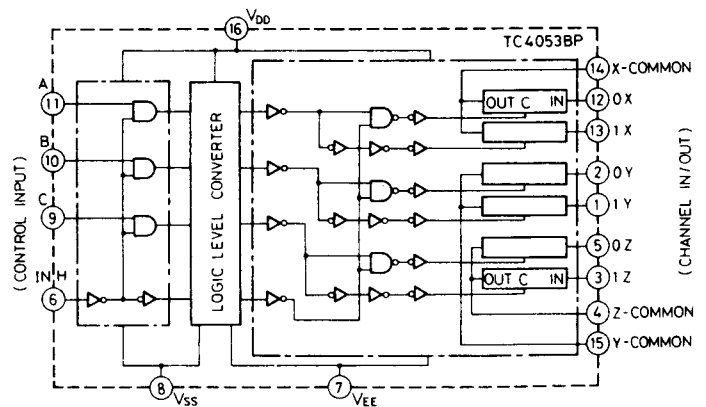 16 VDD
TC4053BP
14 X-COMMON
A
11
OUT C IN
12 0X
13 1X
B
10
(CONTROL INPUT)
LOGIC LEVEL CONVERTER
2 0Y
1 1Y
(CHANNEL IN/OUT)
C
9
5 0Z
INH
6
OUT C IN
3 1Z
4 Z-COMMON
15 Y-COMMON
8 VSS
7 VEE